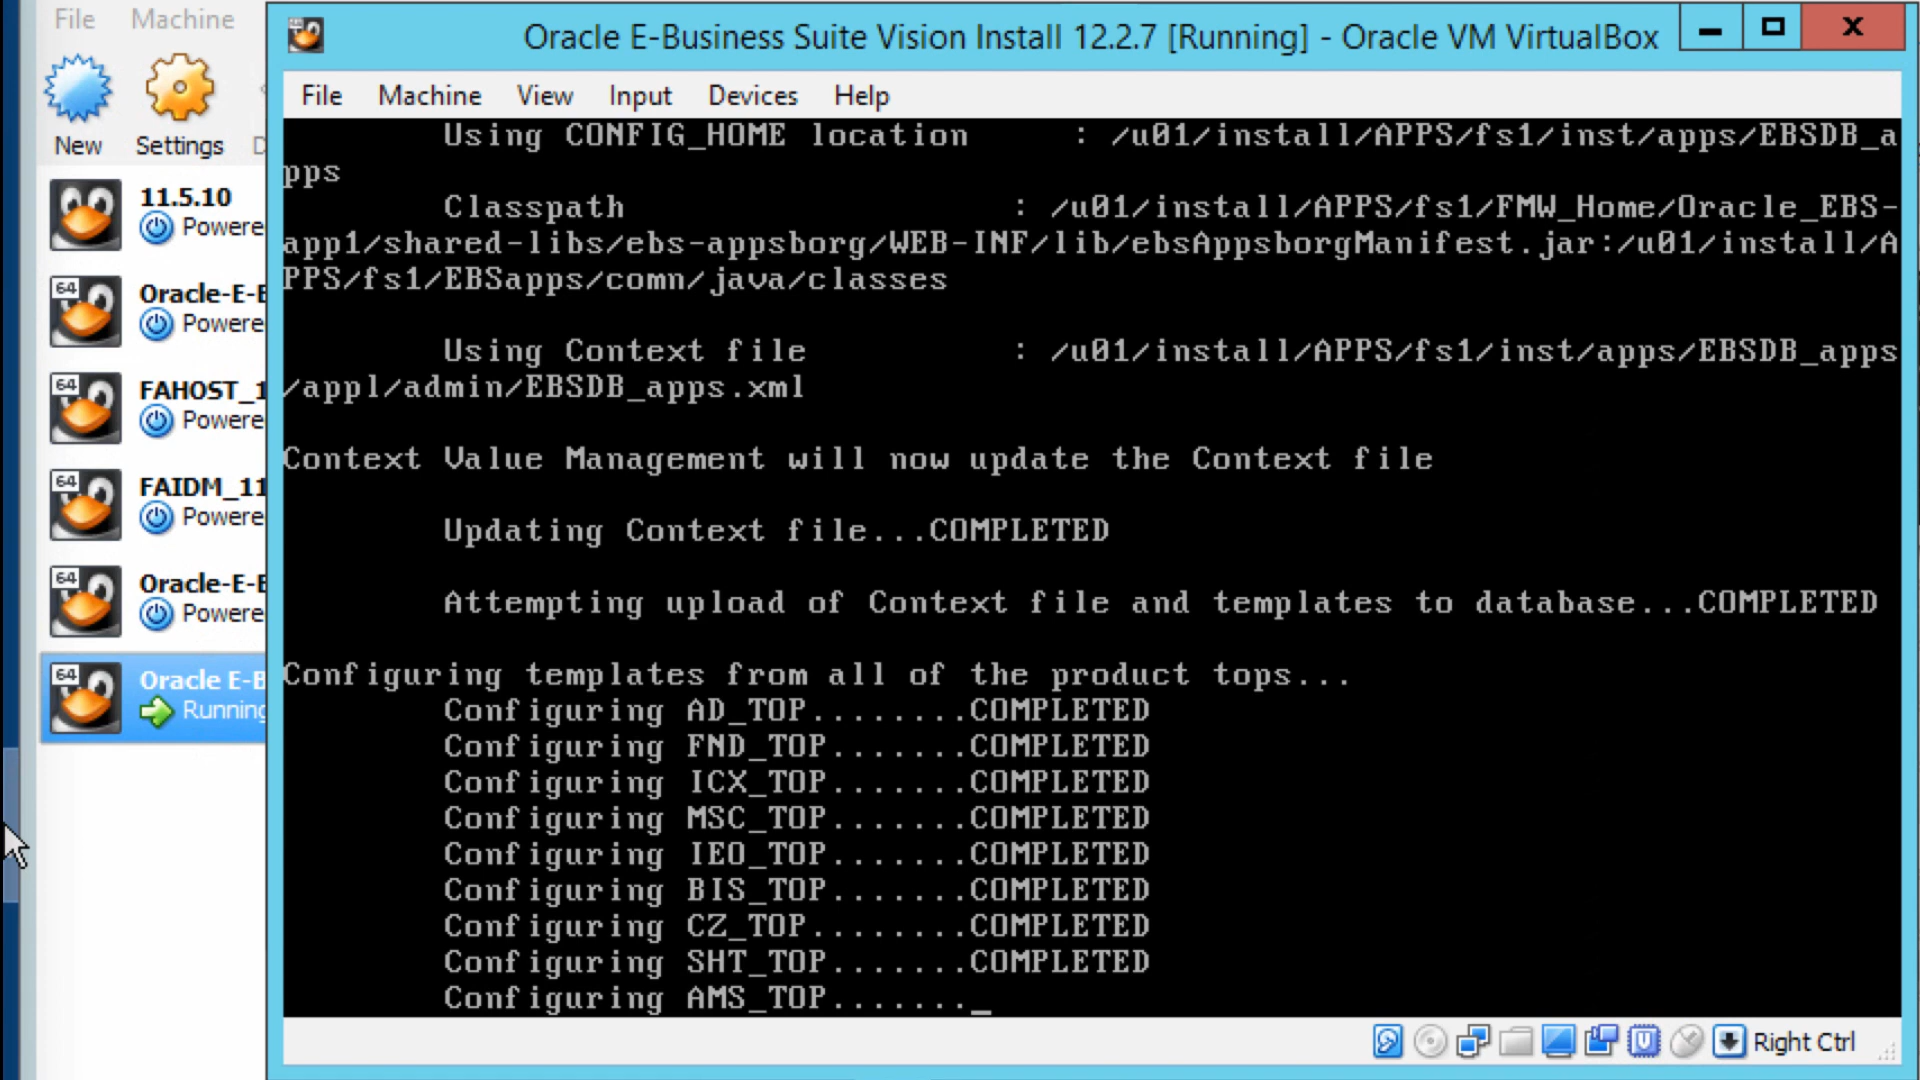 File Machine
New Settings
11.5.10
Powere
64
Oracle-E-E
Powere
64
FAHOST_1
Powere
64
FAIDM_11
Powere
64
Oracle-E-E
Powere
64
Oracle E-B
Running
Oracle E-Business Suite Vision Install 12.2.7 [Running] - Oracle VM VirtualBox
File Machine View Input Devices Help
Using CONFIG_HOME location : /u01/install/APPS/fs1/inst/apps/EBSDB_a
pps
Classpath : /u01/install/APPS/fs1/FMW_Home/Oracle_EBS-
app1/shared-libs/ebs-appsborg/WEB-INF/lib/ebsAppsborgManifest.jar:/u01/install/A
PPS/fs1/EBSapps/comn/java/classes
Using Context file : /u01/install/APPS/fs1/inst/apps/EBSDB_apps
/appl/admin/EBSDB_apps.xml
Context Value Management will now update the Context file
Updating Context file...COMPLETED
Attempting upload of Context file and templates to database...COMPLETED
Configuring templates from all of the product tops...
Configuring AD_TOP........COMPLETED
Configuring FND_TOP.......COMPLETED
Configuring ICX_TOP.......COMPLETED
Configuring MSC_TOP.......COMPLETED
Configuring IEO_TOP.......COMPLETED
Configuring BIS_TOP.......COMPLETED
Configuring CZ_TOP........COMPLETED
Configuring SHT_TOP.......COMPLETED
Configuring AMS_TOP......._
Right Ctrl